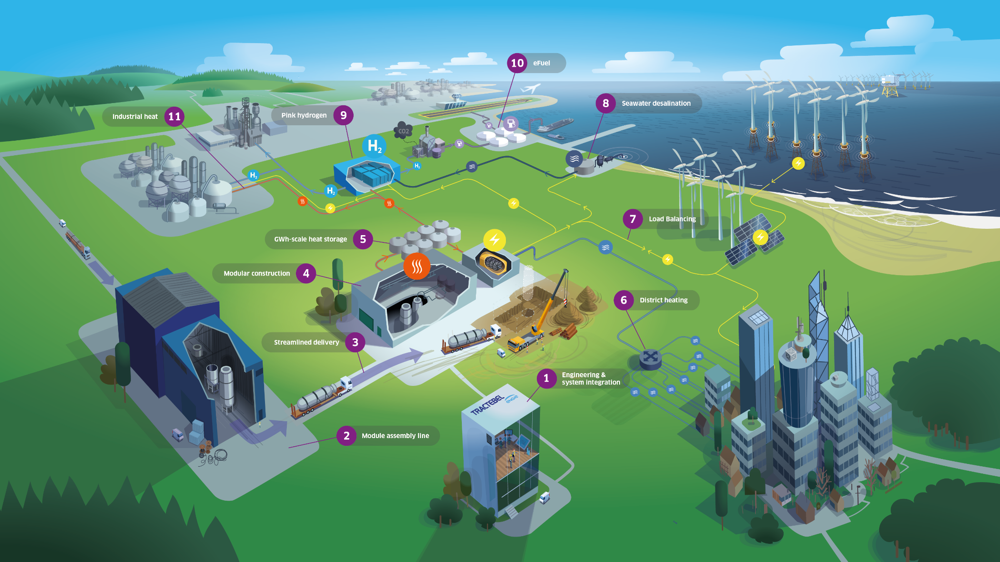 10 eFuel
8 Seawater desalination
Industrial heat 11
Pink hydrogen 9
CO2
H2
H2
H2
H2
7 Load Balancing
GWh-scale heat storage 5
Modular construction 4
6 District heating
Streamlined delivery 3
1 Engineering &
system integration
TRACTEBEL
ENGIE
2 Module assembly line